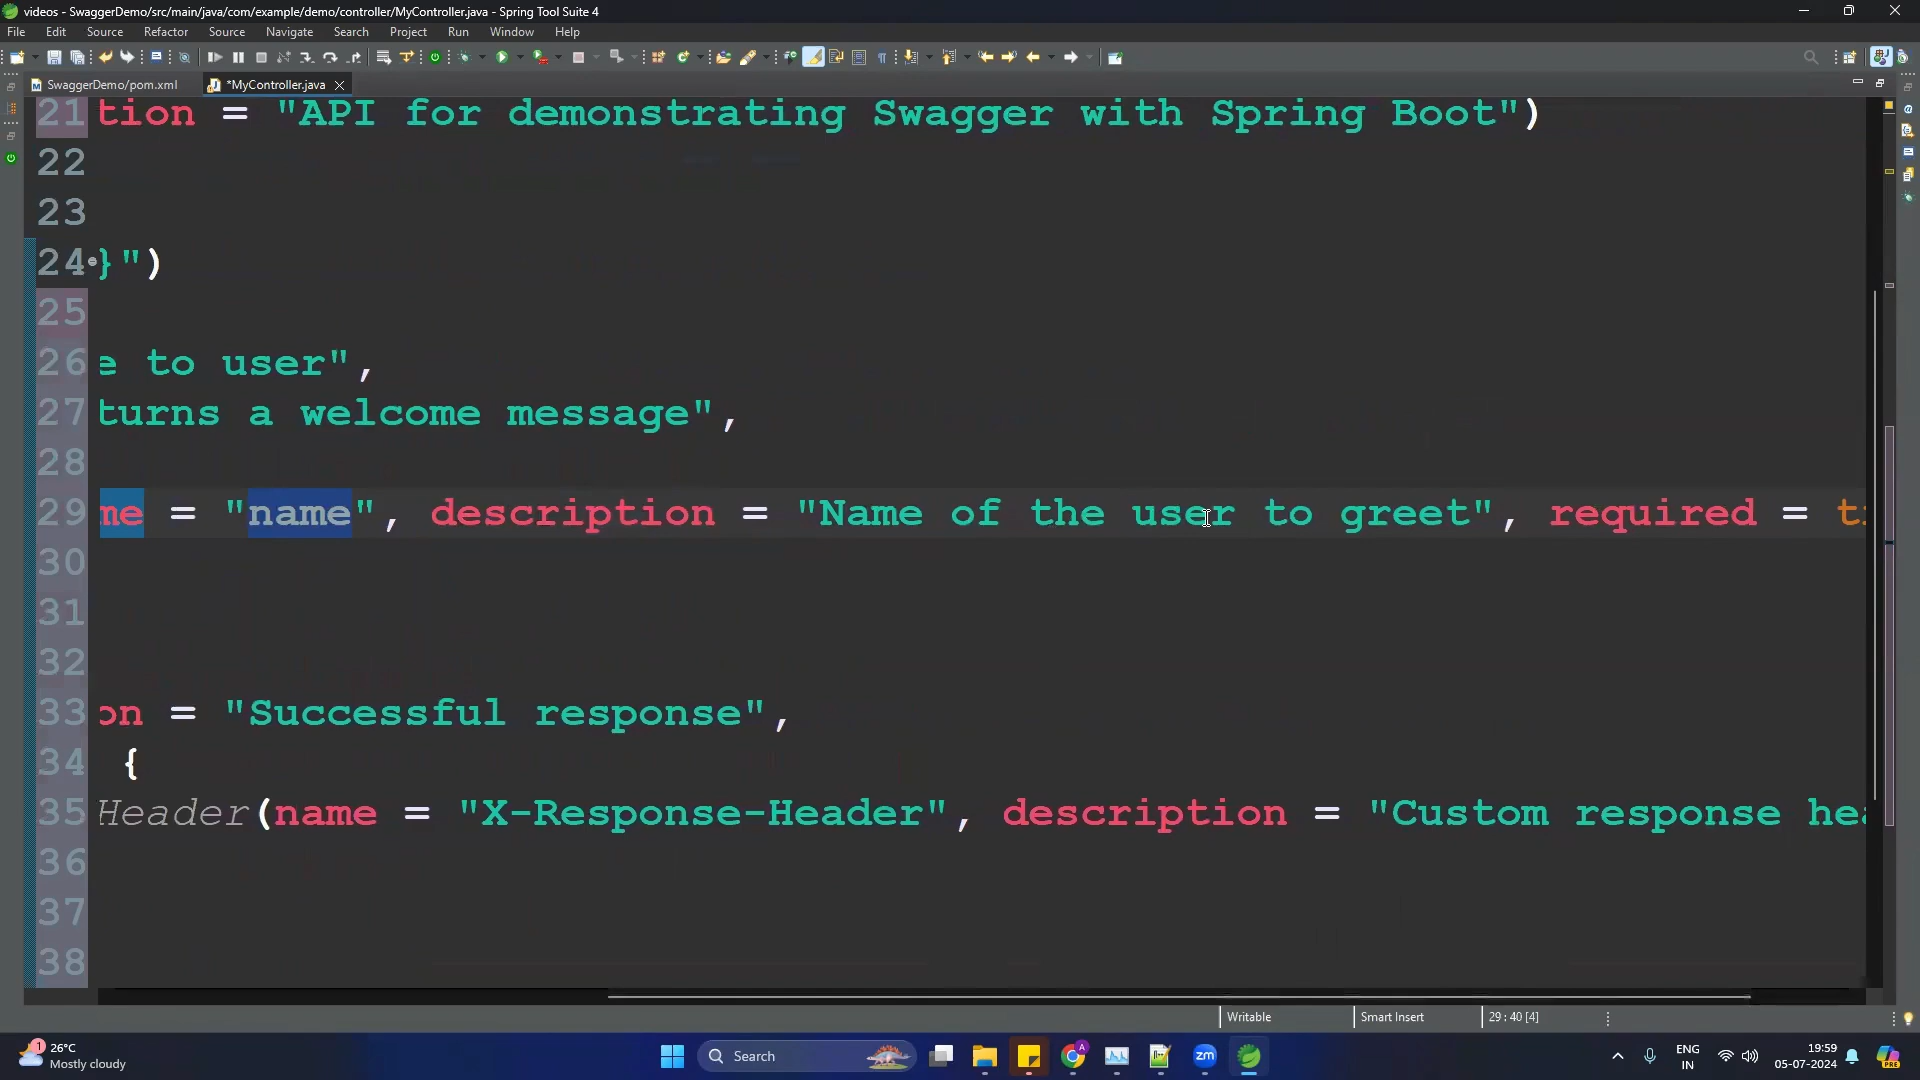 videos - SwaggerDemo/src/main/java/com/example/demo/controller/MyController.java - Spring Tool Suite 4
File Edit Source Refactor Source Navigate Search Project Run Window Help
SwaggerDemo/pom.xml *MyController.java
21 tion = "API for demonstrating Swagger with Spring Boot")
22
23
24 }")
25
26 e to user",
27 turns a welcome message",
28
29 me = "name", description = "Name of the user to greet", required =
30
31
32
33 on = "Successful response",
34 {
35 Header(name = "X-Response-Header", description = "Custom response
36
37
38
Writable Smart Insert 29 : 40 [4]
1 26°C
Mostly cloudy
Search
ENG
IN
19:59
05-07-2024
zm
A
PRE